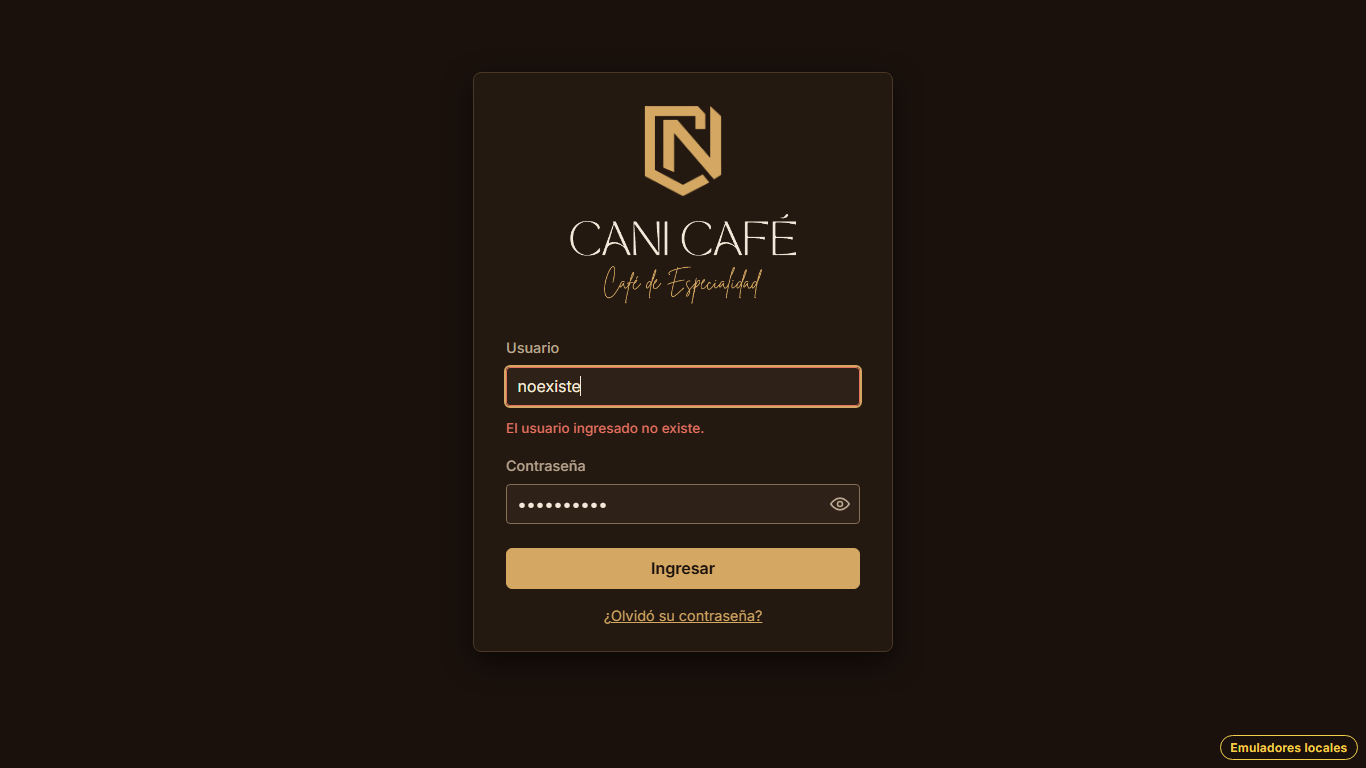 CANI CAFÉ
Café de Especialidad
Usuario
noexiste
El usuario ingresado no existe.
Contraseña
••••••••••
Ingresar
¿Olvidó su contraseña?
Emuladores locales